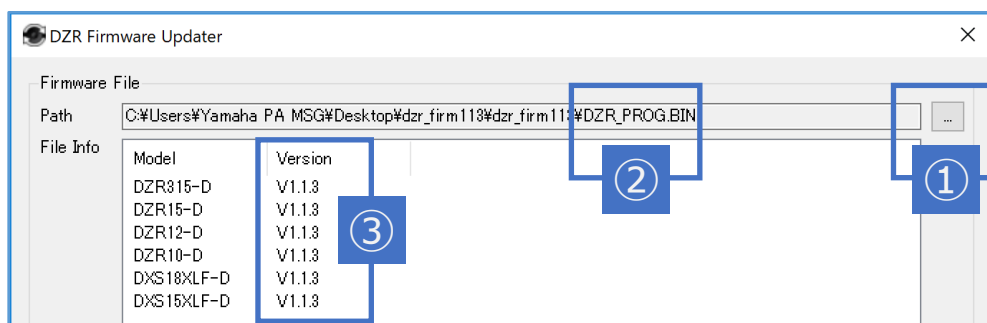 DZR Firmware Updater
Firmware File
Path C:¥Users¥Yamaha PA MSG¥Desktop¥dzr_firm113¥dzr_firm113¥DZR_PROG.BIN ...
File Info
Model Version
DZR315-D V1.1.3
DZR15-D V1.1.3
DZR12-D V1.1.3
DZR10-D V1.1.3
DXS18XLF-D V1.1.3
DXS15XLF-D V1.1.3
②
①
③